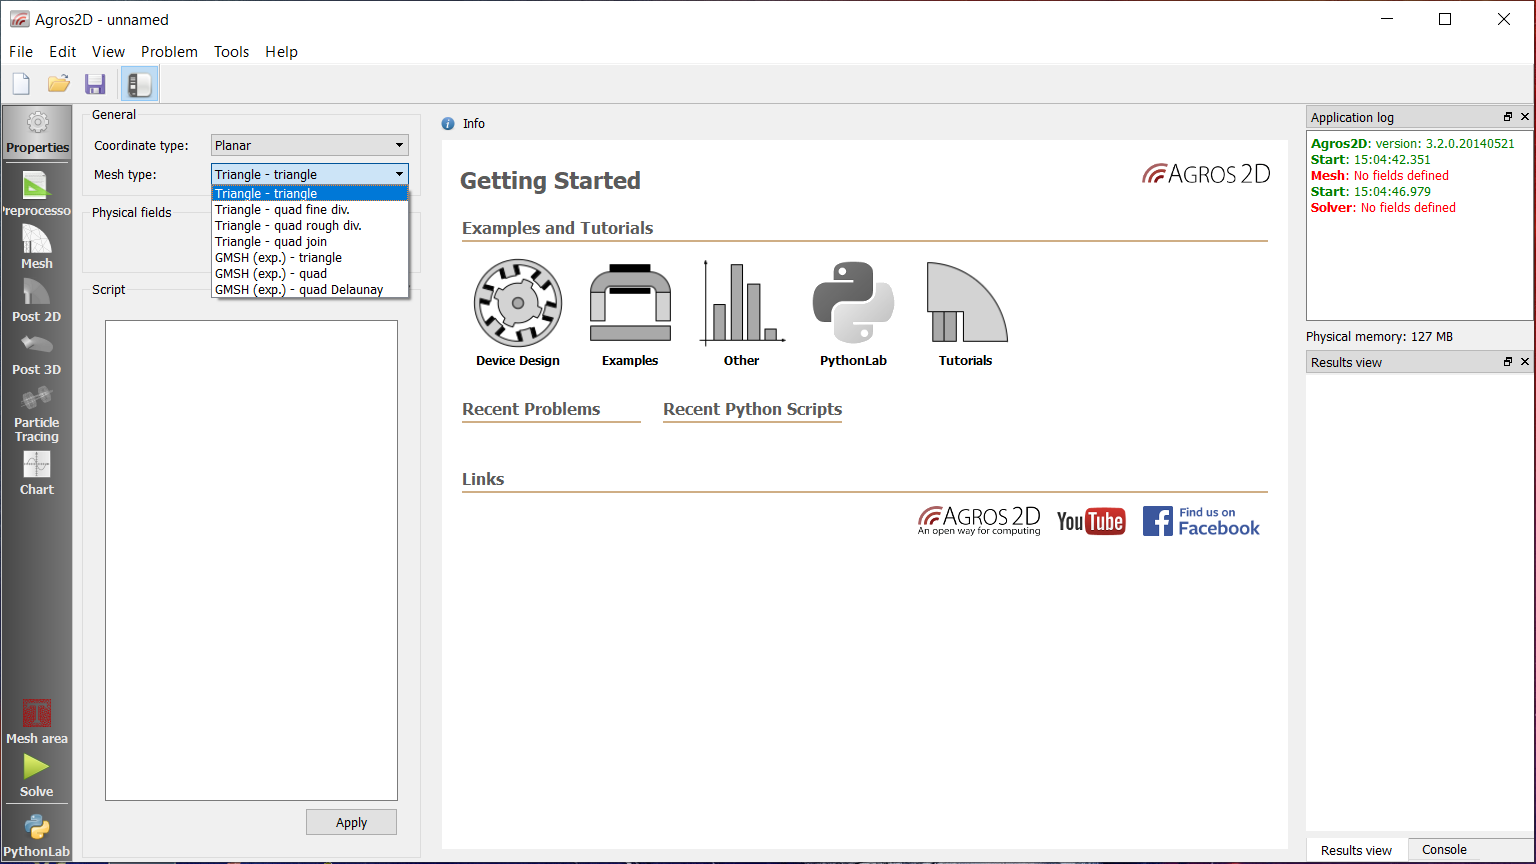 Agros2D - unnamed
File Edit View Problem Tools Help
Properties
Preprocesso
Mesh
Post 2D
Post 3D
Particle
Tracing
Chart
Mesh area
Solve
PythonLab
General
Coordinate type: Planar
Mesh type: Triangle - triangle
Triangle - triangle
Triangle - quad fine div.
Triangle - quad rough div.
Triangle - quad join
GMSH (exp.) - triangle
GMSH (exp.) - quad
GMSH (exp.) - quad Delaunay
Physical fields
Script
Apply
Info
Getting Started
AGROS 2D
Examples and Tutorials
Device Design Examples Other PythonLab Tutorials
Recent Problems Recent Python Scripts
Links
AGROS 2D
An open way for computing
YouTube
Find us on
Facebook
Application log
Agros2D: version: 3.2.0.20140521
Start: 15:04:42.351
Mesh: No fields defined
Start: 15:04:46.979
Solver: No fields defined
Physical memory: 127 MB
Results view
Results view Console